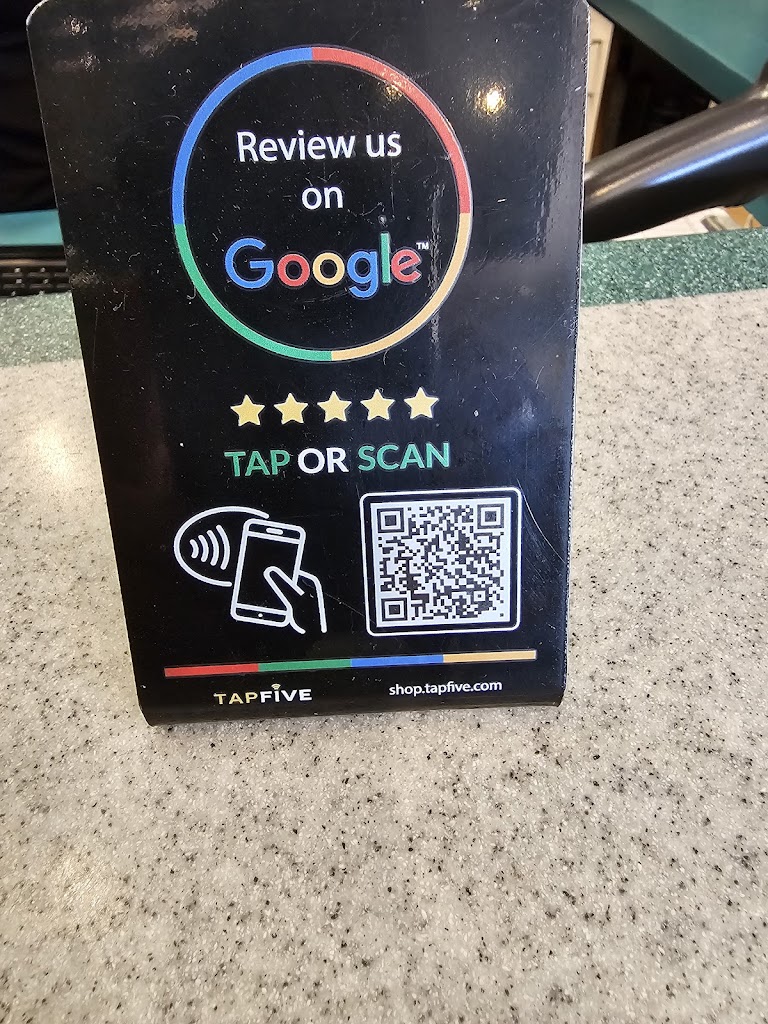 Review us
on
Google™
TAP OR SCAN
TAPFIVE
shop.tapfive.com